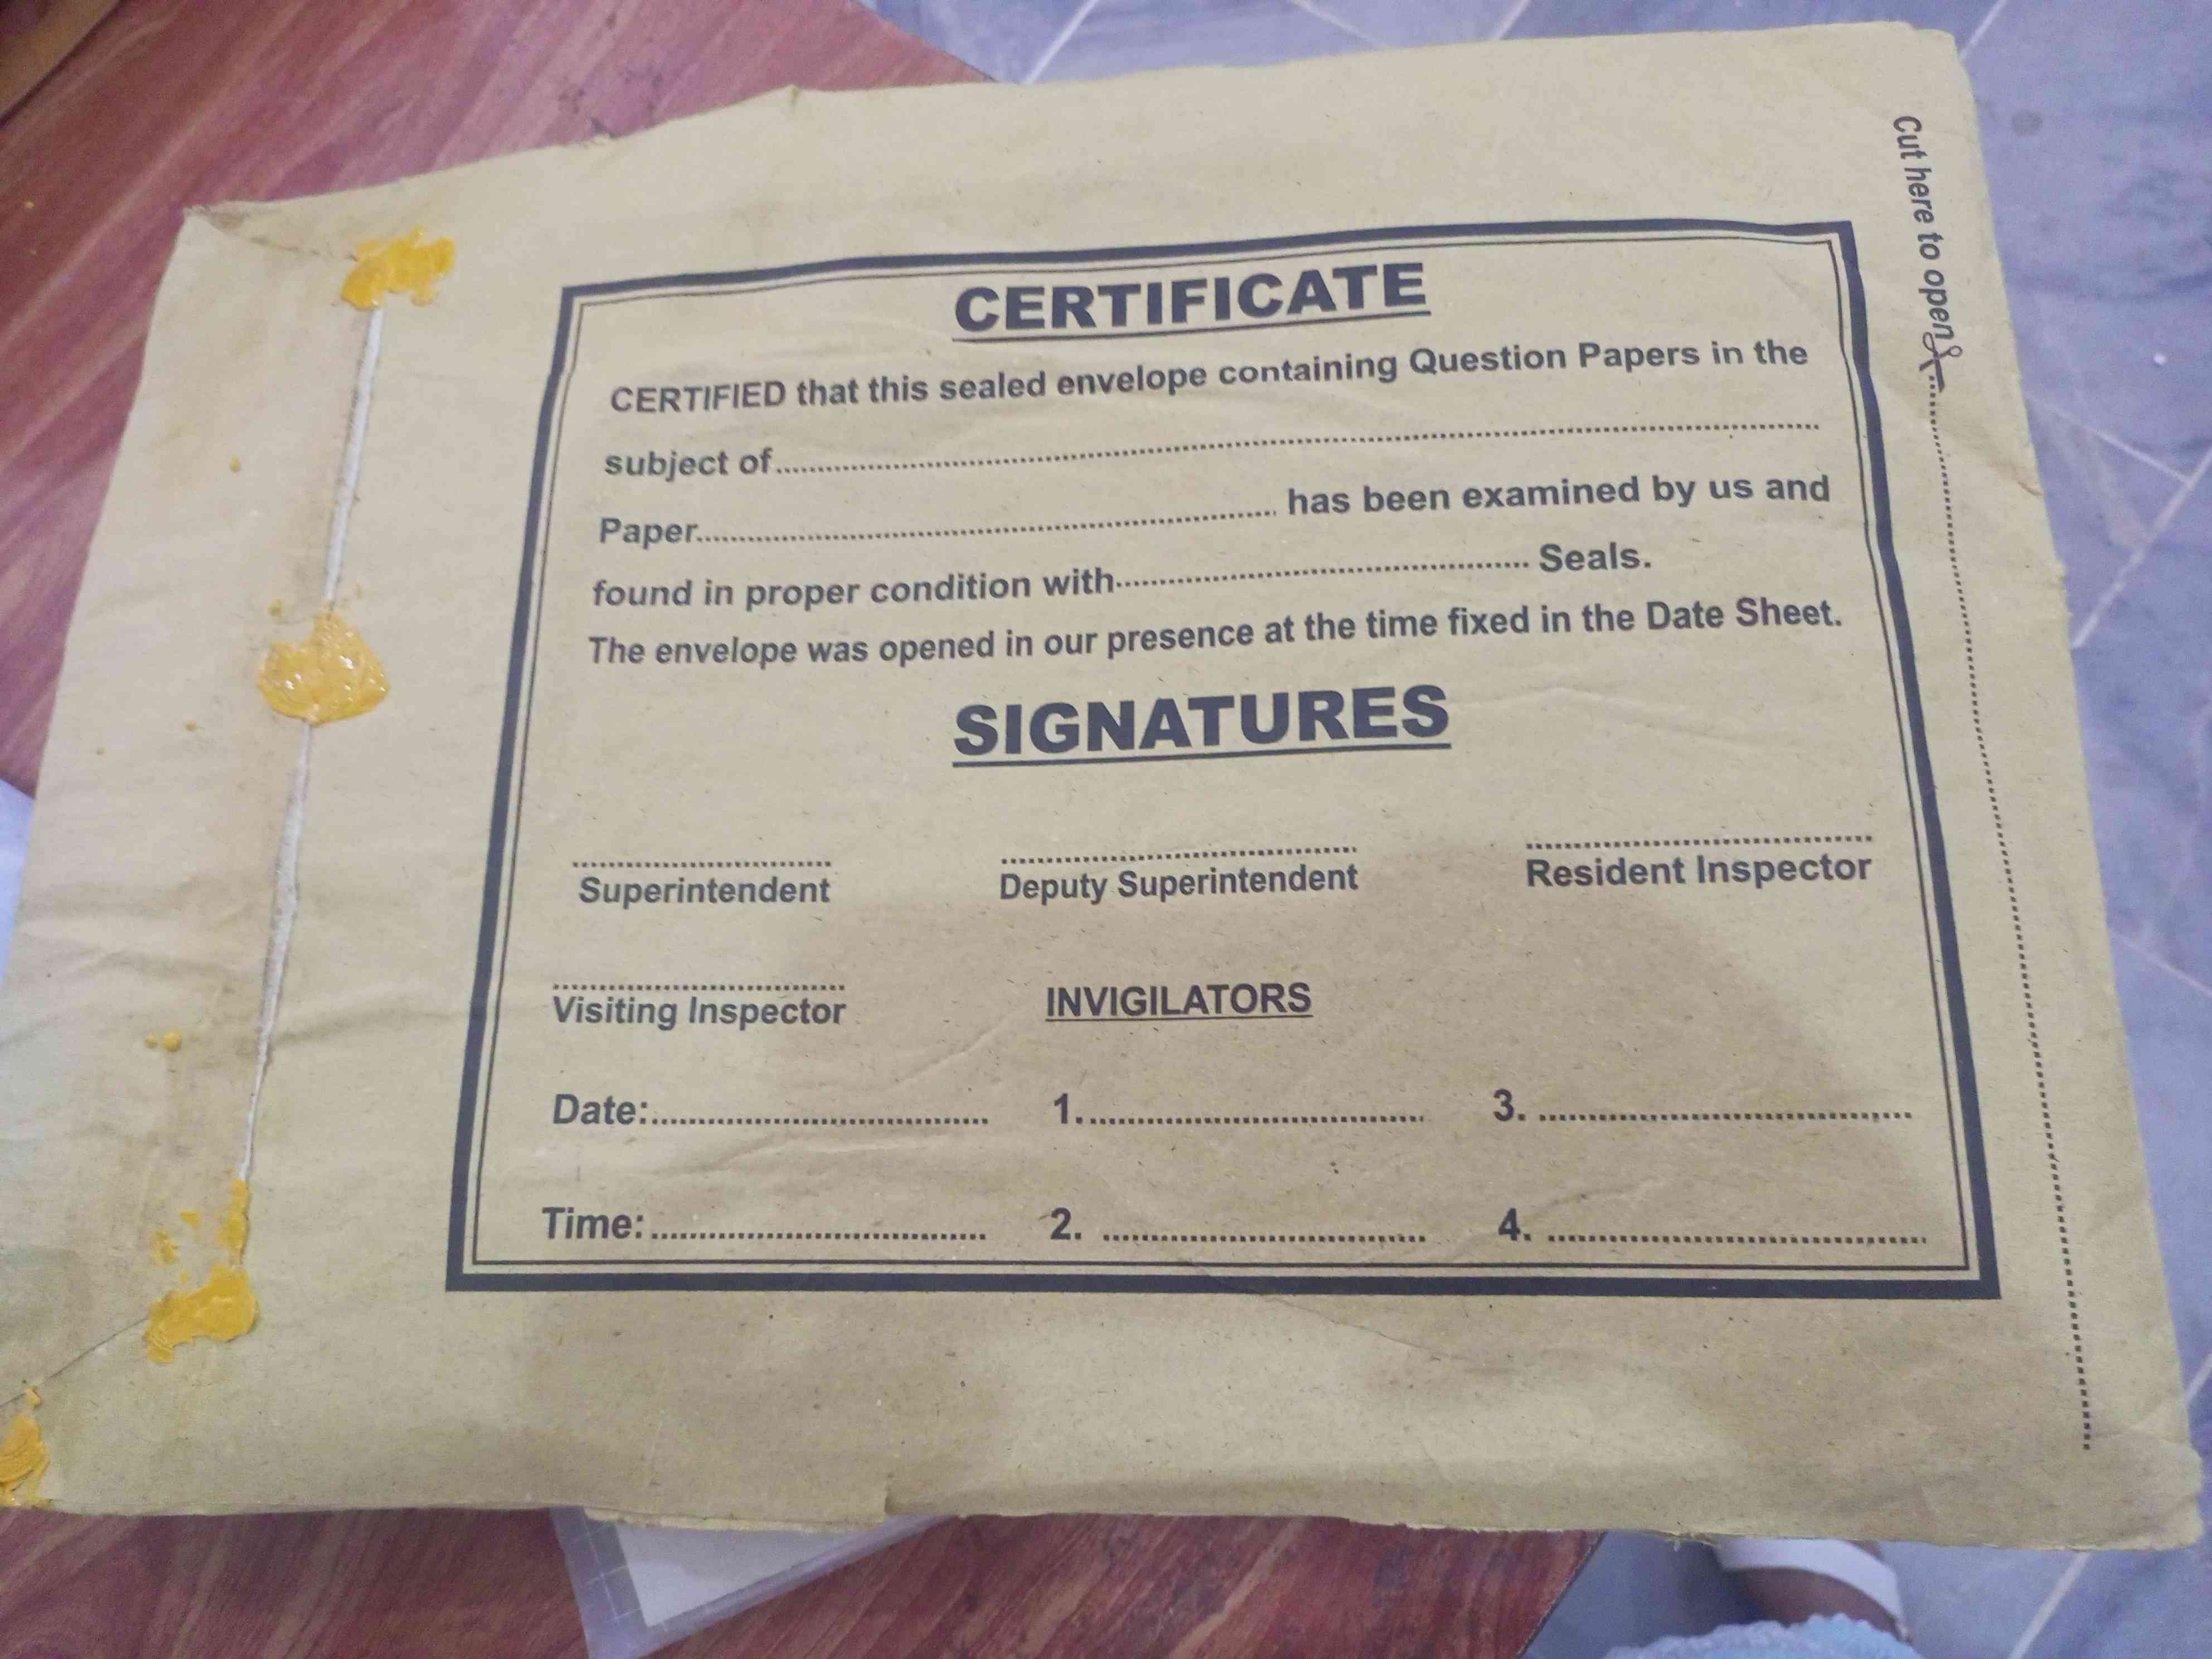 Cut here to open
CERTIFICATE
CERTIFIED that this sealed envelope containing Question Papers in the
subject of................................................................
Paper................................ has been examined by us and
found in proper condition with................................ Seals.
The envelope was opened in our presence at the time fixed in the Date Sheet.
SIGNATURES
Superintendent Deputy Superintendent Resident Inspector
Visiting Inspector INVIGILATORS
Date:................................ 1................................. 3. ................................
Time:................................ 2. ................................ 4. ................................